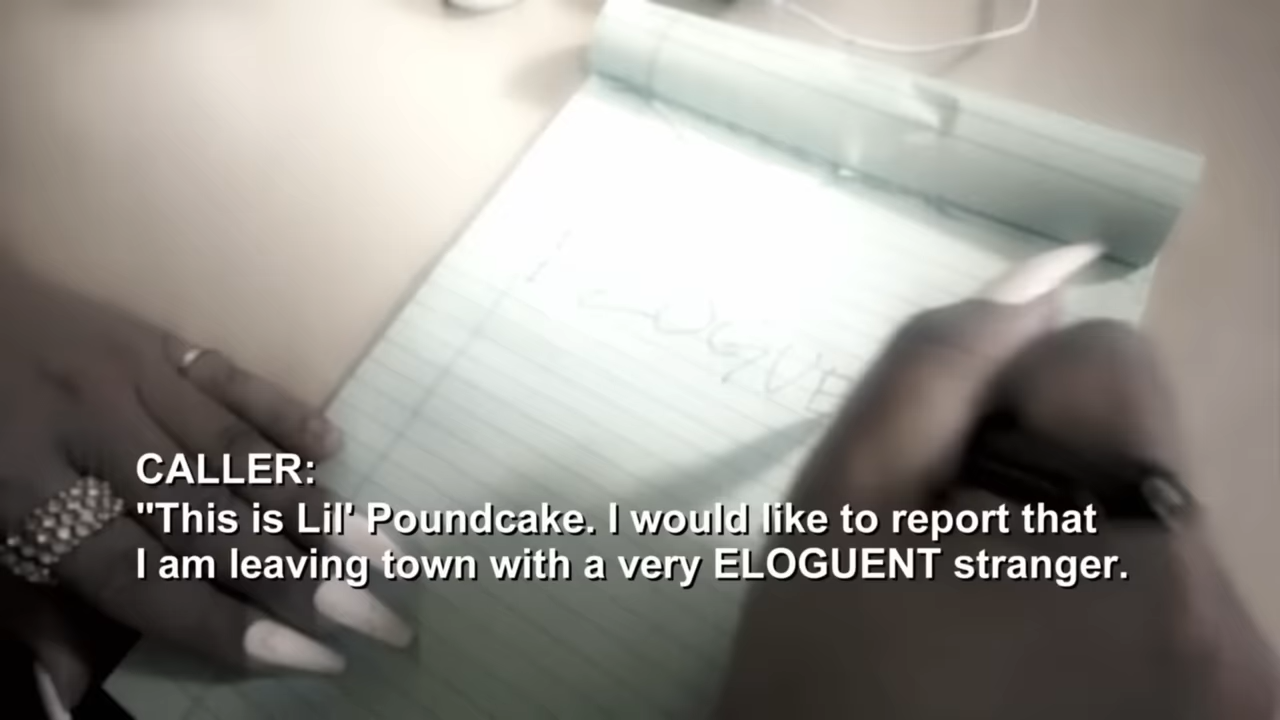 CALLER:
"This is Lil' Poundcake. I would like to report that
I am leaving town with a very ELOGUENT stranger.